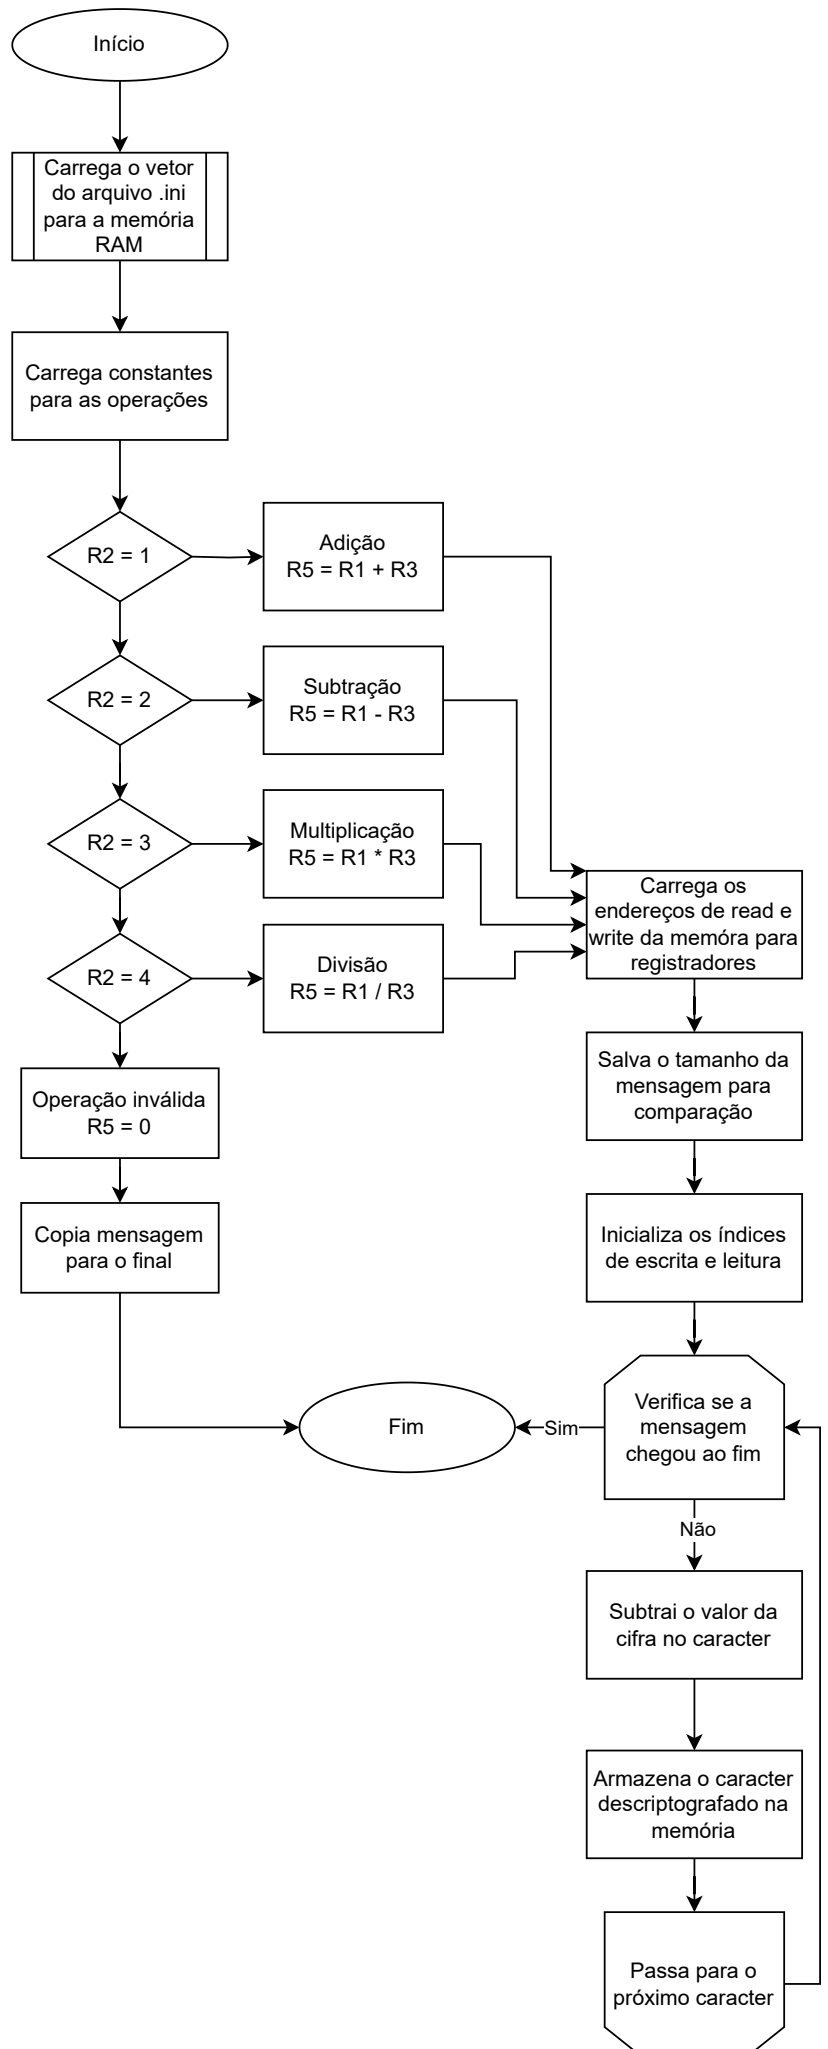 Início
Carrega o vetor
do arquivo .ini
para a memória
RAM
Carrega constantes
para as operações
R2 = 1
Adição
R5 = R1 + R3
R2 = 2
Subtração
R5 = R1 - R3
R2 = 3
Multiplicação
R5 = R1 * R3
R2 = 4
Divisão
R5 = R1 / R3
Operação inválida
R5 = 0
Copia mensagem
para o final
Carrega os
endereços de read e
write da memóra para
registradores
Salva o tamanho da
mensagem para
comparação
Inicializa os índices
de escrita e leitura
Verifica se a
mensagem
chegou ao fim
Sim
Fim
Não
Subtrai o valor da
cifra no caracter
Armazena o caracter
descriptografado na
memória
Passa para o
próximo caracter